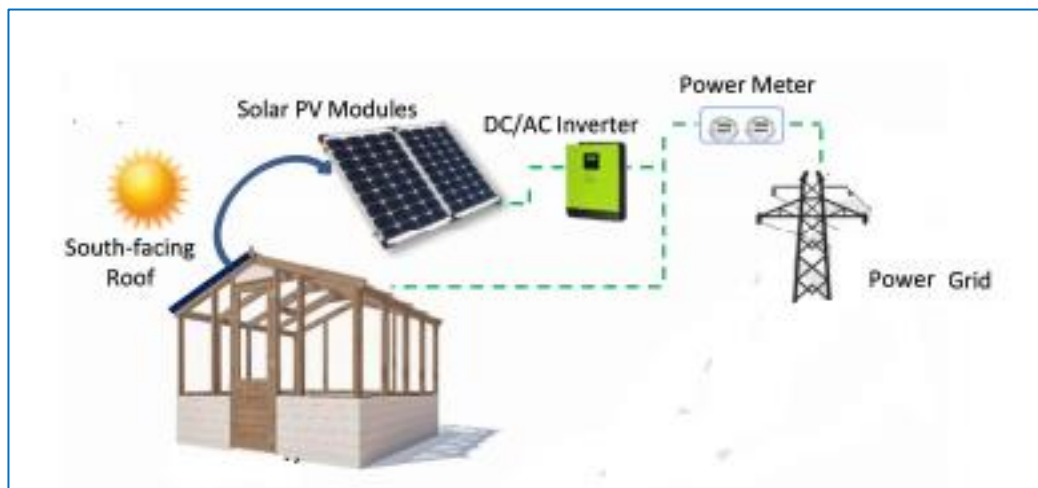 Power Meter
Solar PV Modules
DC/AC Inverter
South-facing
Roof
Power Grid